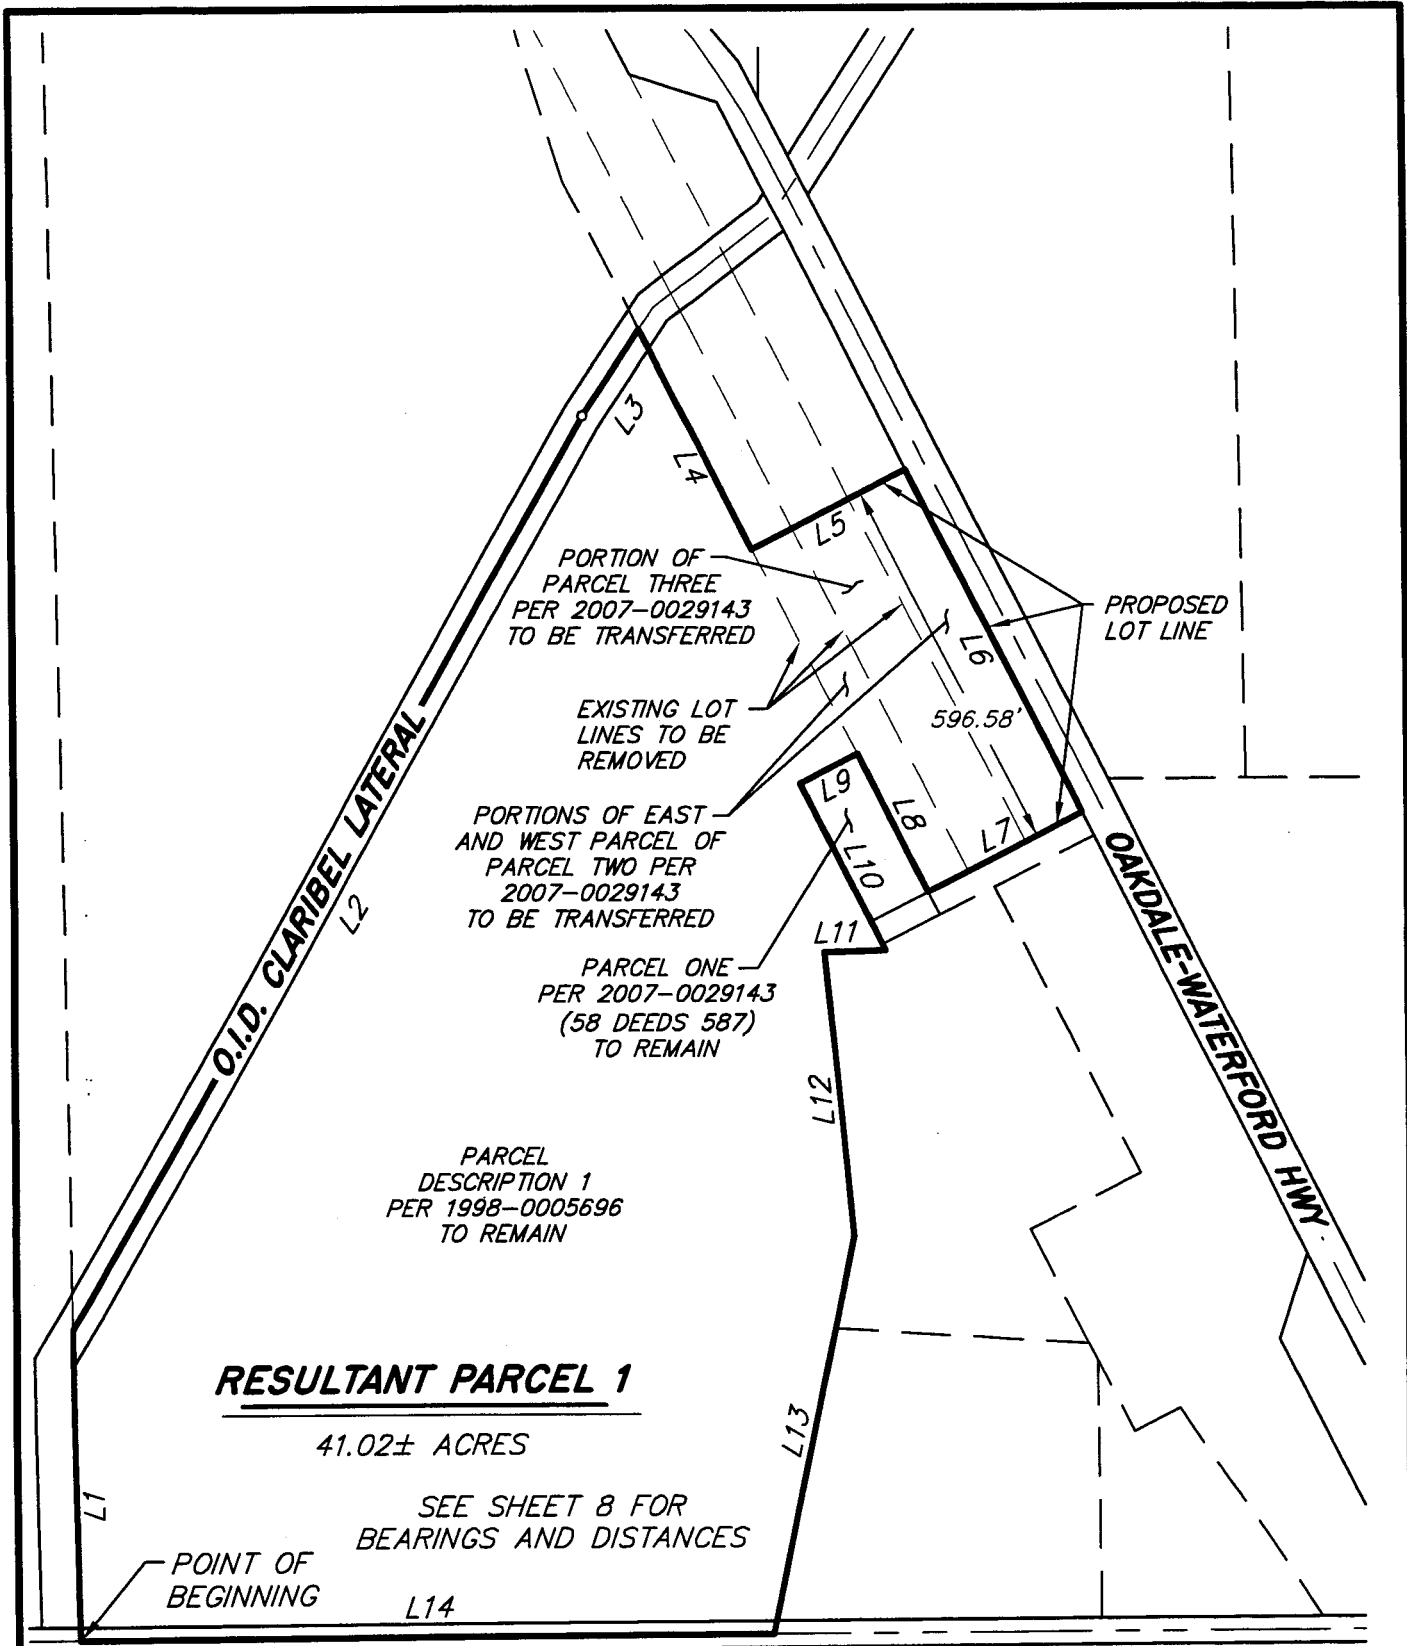 L3
L4
L5
PORTION OF
PARCEL THREE
PER 2007-0029143
TO BE TRANSFERRED
PROPOSED
LOT LINE
L6
EXISTING LOT
LINES TO BE
REMOVED
596.58'
L9
L8
L7
L10
PORTIONS OF EAST
AND WEST PARCEL OF
PARCEL TWO PER
2007-0029143
TO BE TRANSFERRED
O.I.D. CLARIBEL LATERAL
L2
OAKDALE-WATERFORD HWY.
L11
PARCEL ONE
PER 2007-0029143
(58 DEEDS 587)
TO REMAIN
L12
PARCEL
DESCRIPTION 1
PER 1998-0005696
TO REMAIN
RESULTANT PARCEL 1
41.02± ACRES
L13
L1
SEE SHEET 8 FOR
BEARINGS AND DISTANCES
POINT OF
BEGINNING
L14